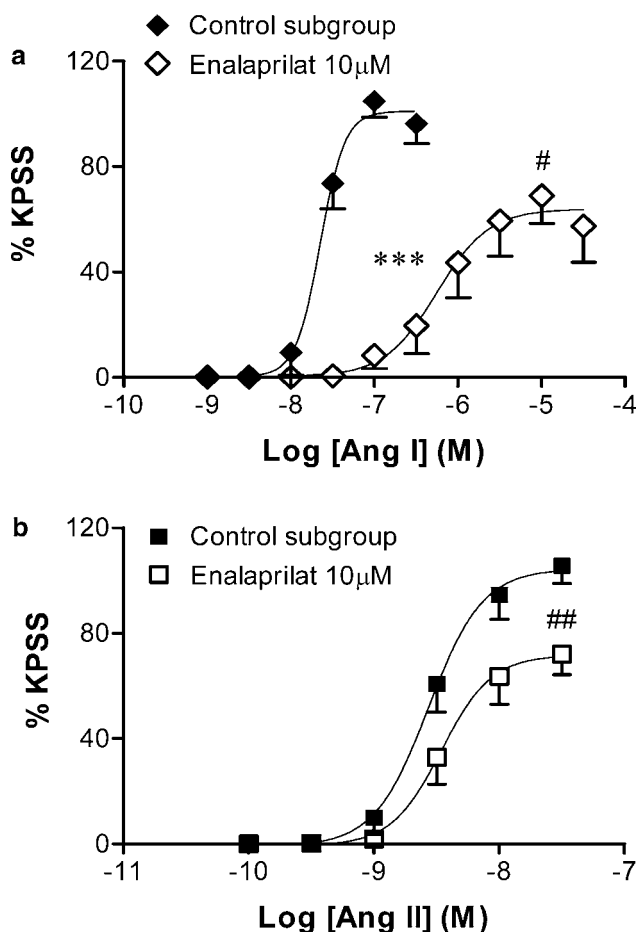 a
Control subgroup
Enalaprilat 10μM
120
80
40
0
% KPSS
#
***
-10 -9 -8 -7 -6 -5 -4
Log [Ang I] (M)
b
Control subgroup
Enalaprilat 10μM
120
80
40
0
% KPSS
##
-11 -10 -9 -8 -7
Log [Ang II] (M)